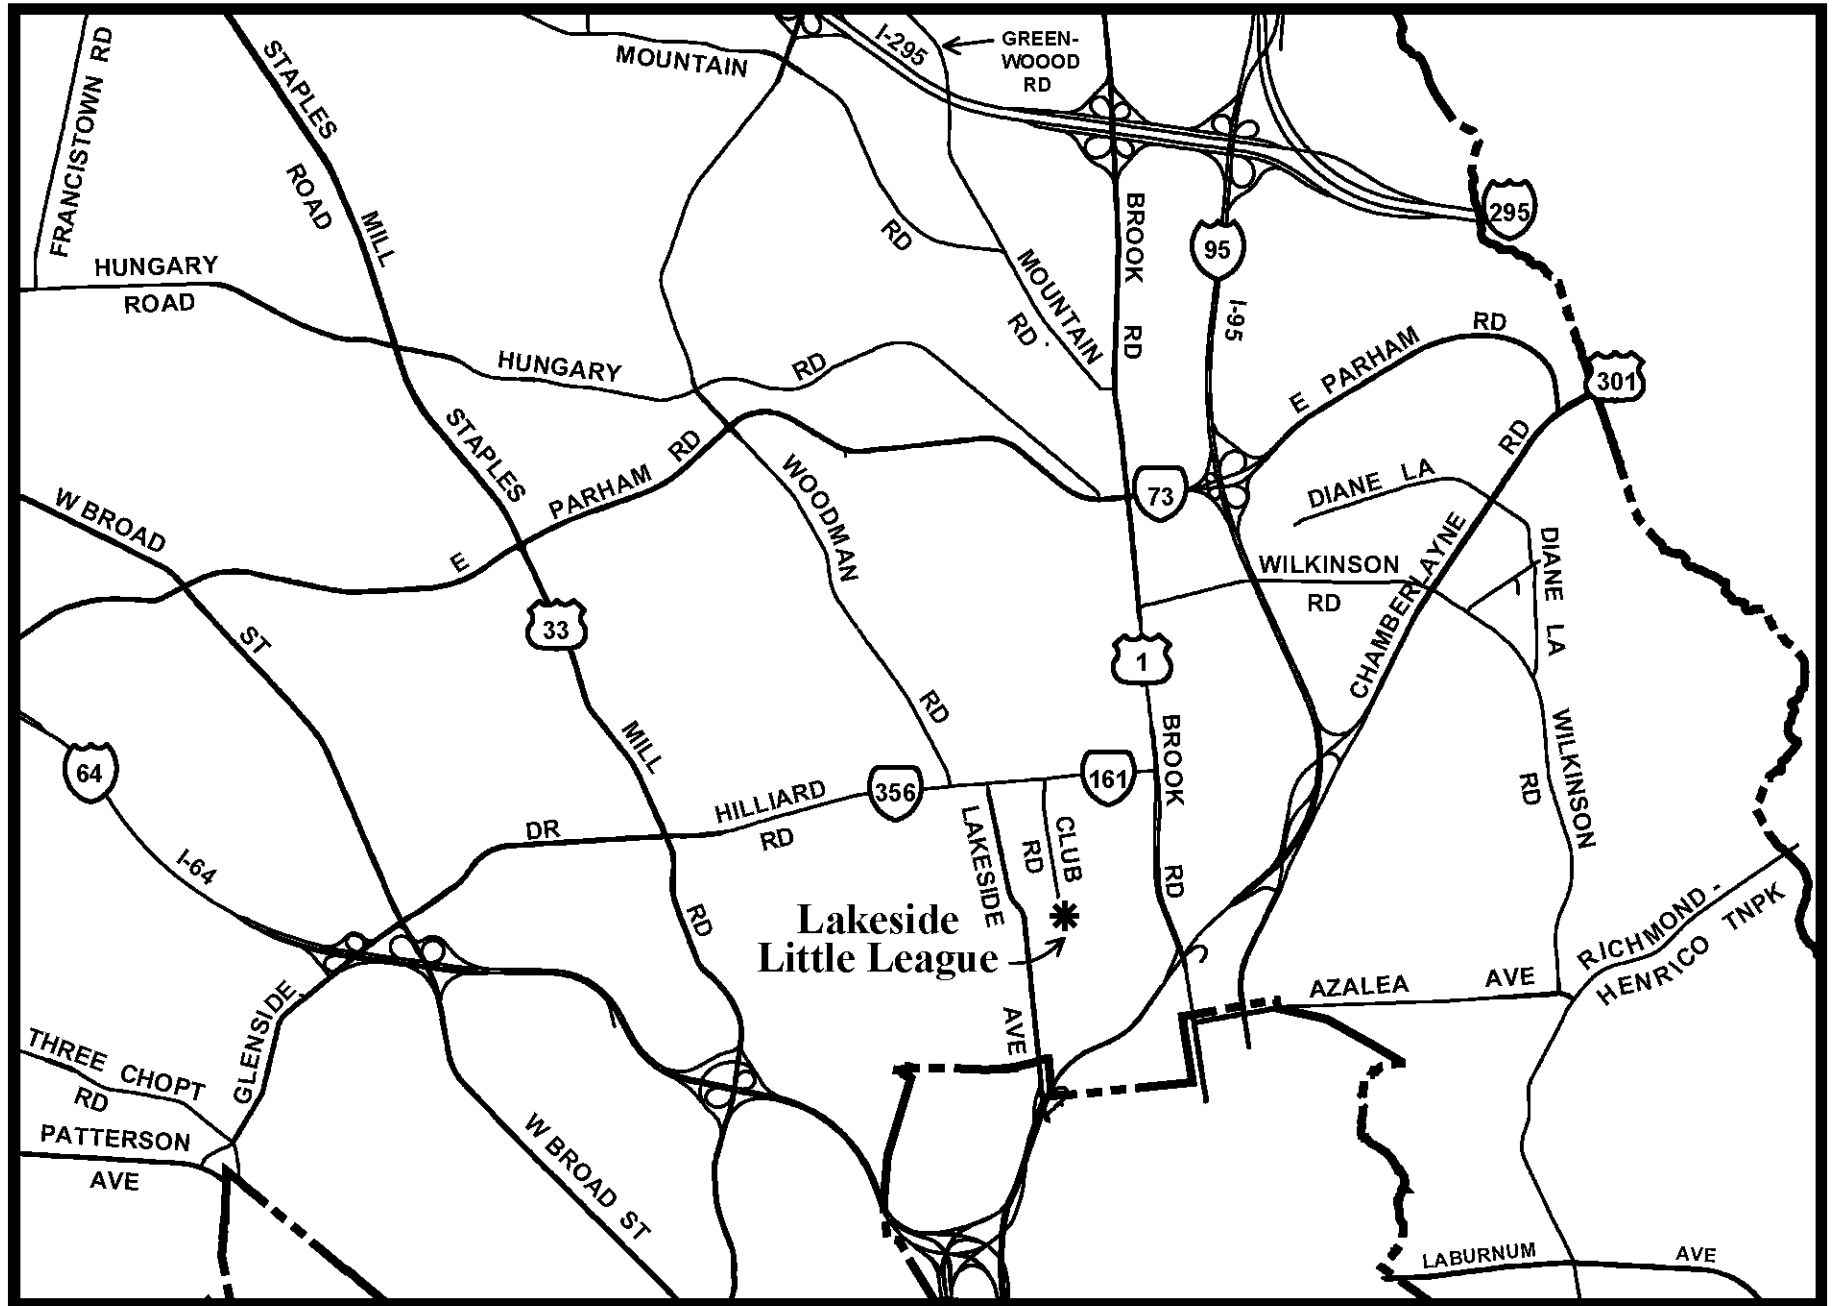 FRANCISTOWN RD
STAPLES
MILL
ROAD
MOUNTAIN
RD
I-295
GREEN-
WOOOD
RD
BROOK
RD
95
I-95
295
MOUNTAIN
RD
HUNGARY
ROAD
HUNGARY
RD
E PARHAM
RD
301
STAPLES
W BROAD
ST
E
PARHAM
RD
WOODMAN
RD
73
DIANE LA
DIANE LA
CHAMBERLAYNE
RD
WILKINSON
RD
33
1
MILL
RD
BROOK
RD
WILKINSON
RD
64
I-64
356
161
DR
HILLIARD
RD
LAKESIDE
AVE
CLUB
RD
Lakeside
Little League
RICHMOND-
HENRICO TNPK
AZALEA
AVE
GLENSIDE
THREE CHOPT
RD
PATTERSON
AVE
W BROAD ST
LABURNUM
AVE